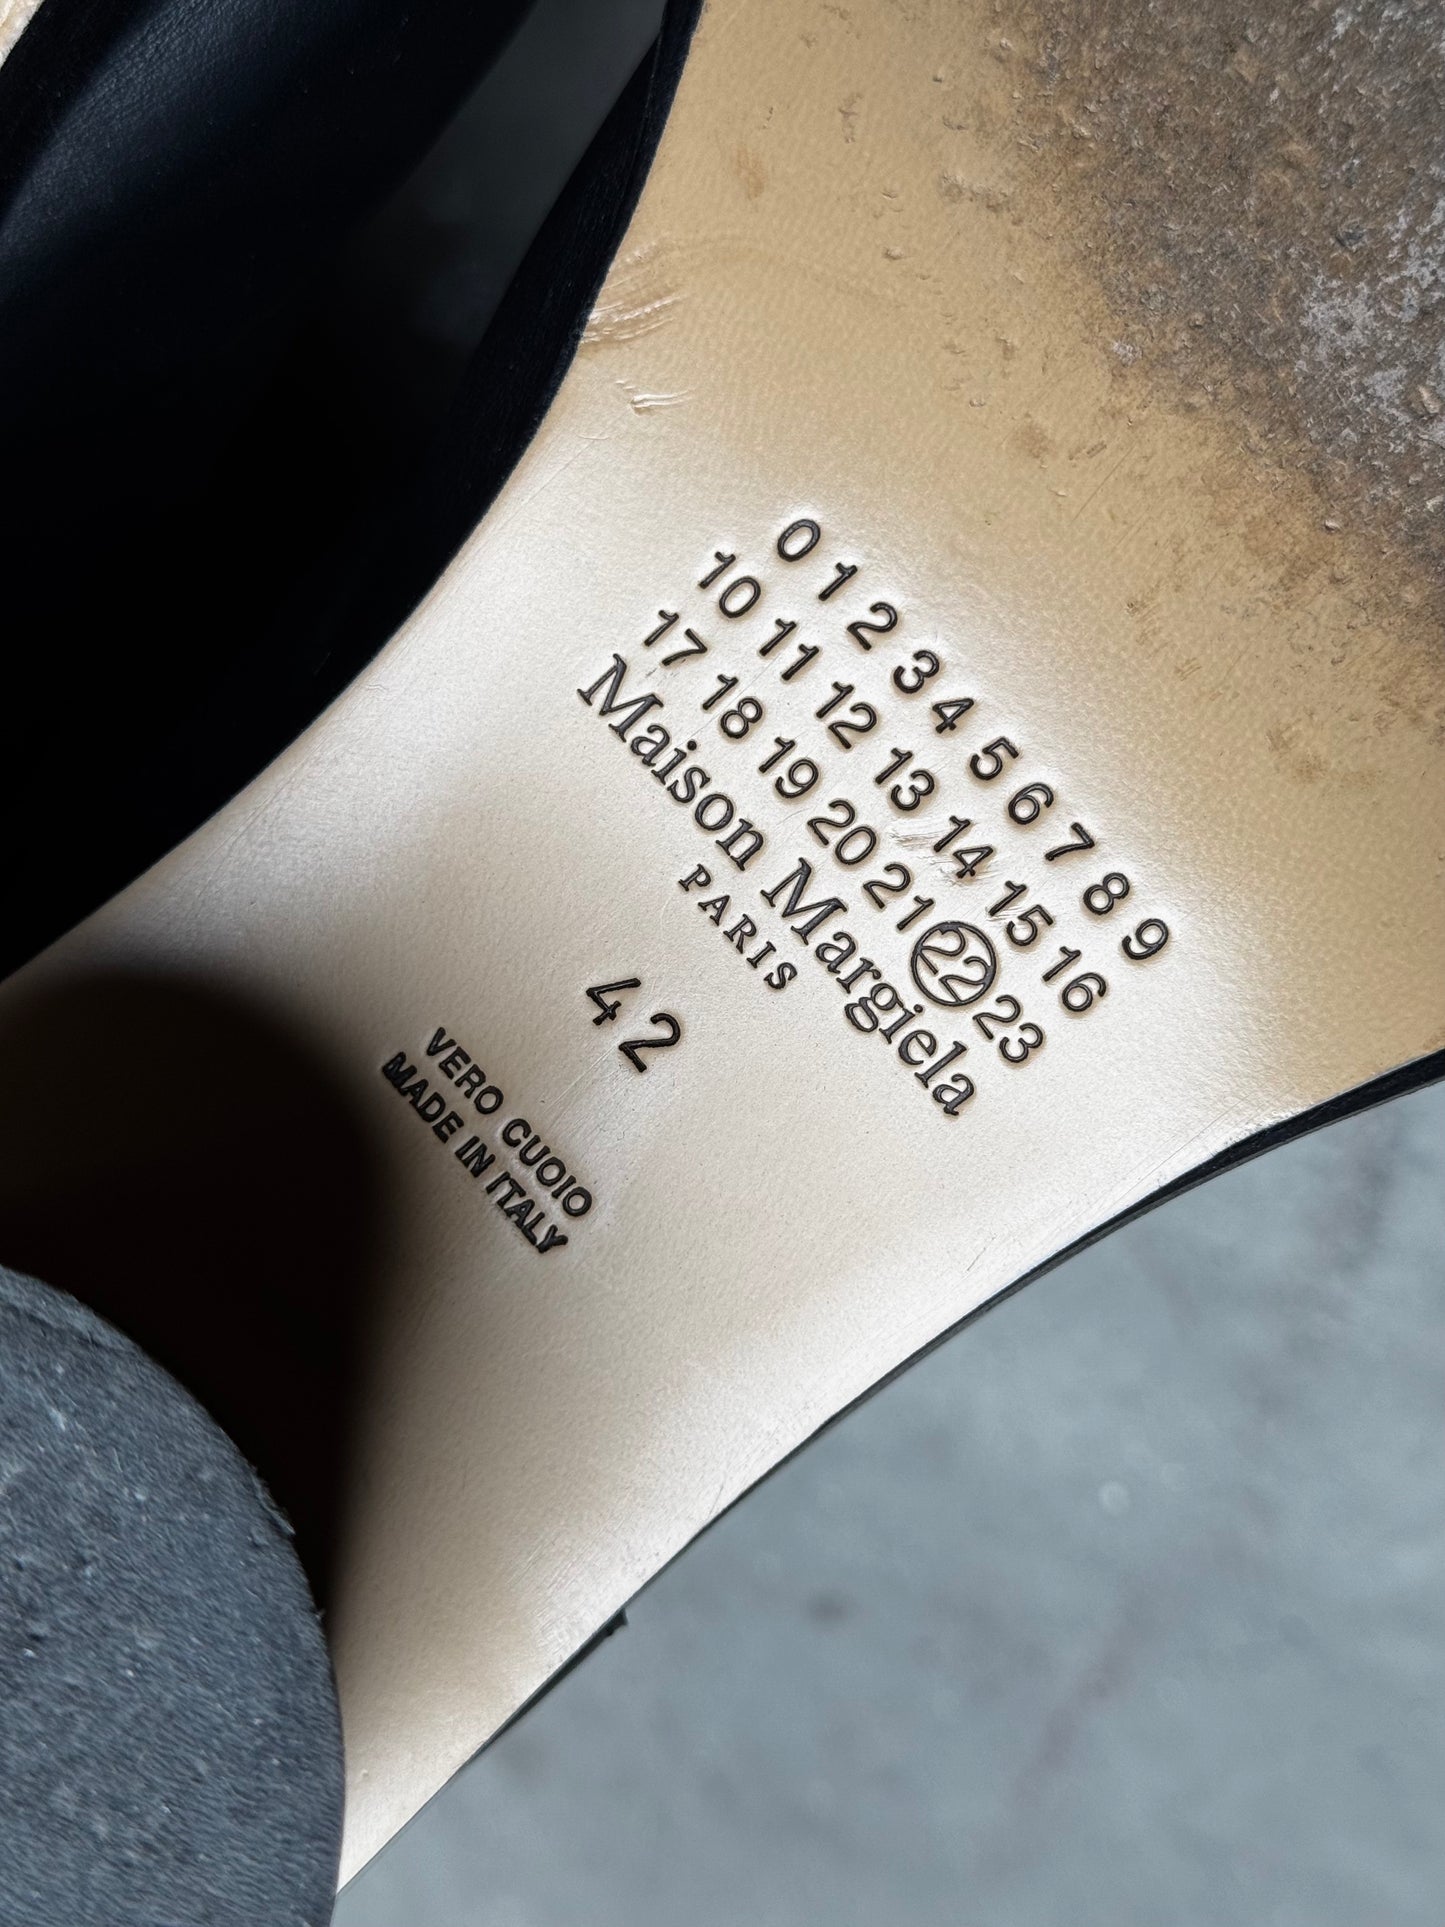 0 1 2 3 4 5 6 7 8 9
10 11 12 13 14 15 16
17 18 19 20 21 22 23
Maison Margiela
PARIS
42
VERO CUOIO
MADE IN ITALY